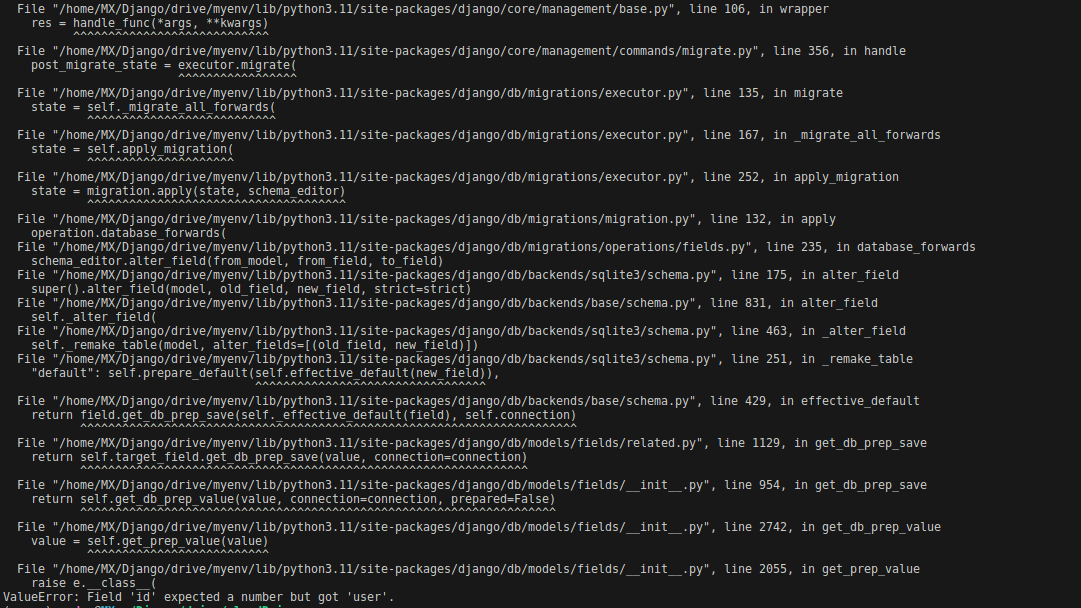 File "/home/MX/Django/drive/myenv/lib/python3.11/site-packages/django/core/management/base.py", line 106, in wrapper
res = handle_func(*args, **kwargs)
^^^^^^^^^^^^^^^^^^^^^^^^^^^^
File "/home/MX/Django/drive/myenv/lib/python3.11/site-packages/django/core/management/commands/migrate.py", line 356, in handle
post_migrate_state = executor.migrate(
^^^^^^^^^^^^^^^^^
File "/home/MX/Django/drive/myenv/lib/python3.11/site-packages/django/db/migrations/executor.py", line 135, in migrate
state = self._migrate_all_forwards(
^^^^^^^^^^^^^^^^^^^^^^^^^^^
File "/home/MX/Django/drive/myenv/lib/python3.11/site-packages/django/db/migrations/executor.py", line 167, in _migrate_all_forwards
state = self.apply_migration(
^^^^^^^^^^^^^^^^^^^^^
File "/home/MX/Django/drive/myenv/lib/python3.11/site-packages/django/db/migrations/executor.py", line 252, in apply_migration
state = migration.apply(state, schema_editor)
^^^^^^^^^^^^^^^^^^^^^^^^^^^^^^^^^^^^^
File "/home/MX/Django/drive/myenv/lib/python3.11/site-packages/django/db/migrations/migration.py", line 132, in apply
operation.database_forwards(
File "/home/MX/Django/drive/myenv/lib/python3.11/site-packages/django/db/migrations/operations/fields.py", line 235, in database_forwards
schema_editor.alter_field(from_model, from_field, to_field)
File "/home/MX/Django/drive/myenv/lib/python3.11/site-packages/django/db/backends/sqlite3/schema.py", line 175, in alter_field
super().alter_field(model, old_field, new_field, strict=strict)
File "/home/MX/Django/drive/myenv/lib/python3.11/site-packages/django/db/backends/base/schema.py", line 831, in alter_field
self._alter_field(
File "/home/MX/Django/drive/myenv/lib/python3.11/site-packages/django/db/backends/sqlite3/schema.py", line 463, in _alter_field
self._remake_table(model, alter_fields=[(old_field, new_field)])
File "/home/MX/Django/drive/myenv/lib/python3.11/site-packages/django/db/backends/sqlite3/schema.py", line 251, in _remake_table
"default": self.prepare_default(self.effective_default(new_field)),
^^^^^^^^^^^^^^^^^^^^^^^^^^^^^^^^^
File "/home/MX/Django/drive/myenv/lib/python3.11/site-packages/django/db/backends/base/schema.py", line 429, in effective_default
return field.get_db_prep_save(self._effective_default(field), self.connection)
^^^^^^^^^^^^^^^^^^^^^^^^^^^^^^^^^^^^^^^^^^^^^^^^^^^^^^^^^^^^^^^^^^^^^^^
File "/home/MX/Django/drive/myenv/lib/python3.11/site-packages/django/db/models/fields/related.py", line 1129, in get_db_prep_save
return self.target_field.get_db_prep_save(value, connection=connection)
^^^^^^^^^^^^^^^^^^^^^^^^^^^^^^^^^^^^^^^^^^^^^^^^^^^^^^^^^^^^^^^^
File "/home/MX/Django/drive/myenv/lib/python3.11/site-packages/django/db/models/fields/__init__.py", line 954, in get_db_prep_save
return self.get_db_prep_value(value, connection=connection, prepared=False)
^^^^^^^^^^^^^^^^^^^^^^^^^^^^^^^^^^^^^^^^^^^^^^^^^^^^^^^^^^^^^^^^^^^^
File "/home/MX/Django/drive/myenv/lib/python3.11/site-packages/django/db/models/fields/__init__.py", line 2742, in get_db_prep_value
value = self.get_prep_value(value)
^^^^^^^^^^^^^^^^^^^^^^^^^^
File "/home/MX/Django/drive/myenv/lib/python3.11/site-packages/django/db/models/fields/__init__.py", line 2055, in get_prep_value
raise e.__class__(
ValueError: Field 'id' expected a number but got 'user'.